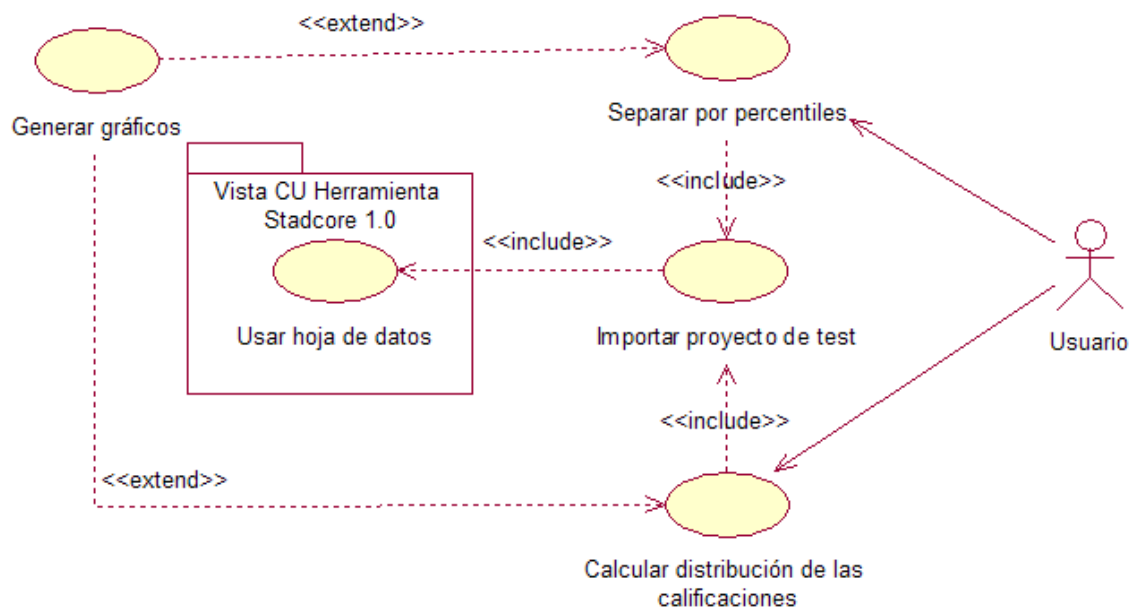 <<extend>>
Generar gráficos
Separar por percentiles
Vista CU Herramienta
Stadcore 1.0
<<include>>
<<include>>
Usar hoja de datos
Importar proyecto de test
Usuario
<<include>>
<<extend>>
Calcular distribución de las
calificaciones